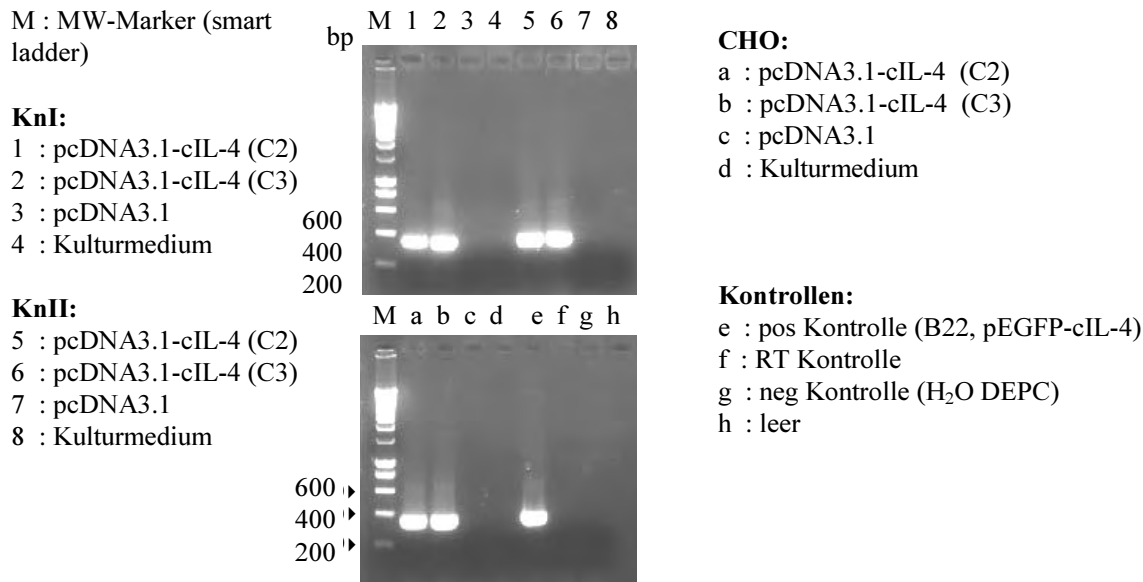 M : MW-Marker (smart
ladder)
KnI:
1 : pcDNA3.1-cIL-4 (C2)
2 : pcDNA3.1-cIL-4 (C3)
3 : pcDNA3.1
4 : Kulturmedium
KnII:
5 : pcDNA3.1-cIL-4 (C2)
6 : pcDNA3.1-cIL-4 (C3)
7 : pcDNA3.1
8 : Kulturmedium
bp
M 1 2 3 4 5 6 7 8
600
400
200
M a b c d e f g h
600
400
200
CHO:
a : pcDNA3.1-cIL-4 (C2)
b : pcDNA3.1-cIL-4 (C3)
c : pcDNA3.1
d : Kulturmedium
Kontrollen:
e : pos Kontrolle (B22, pEGFP-cIL-4)
f : RT Kontrolle
g : neg Kontrolle (H₂O DEPC)
h : leer